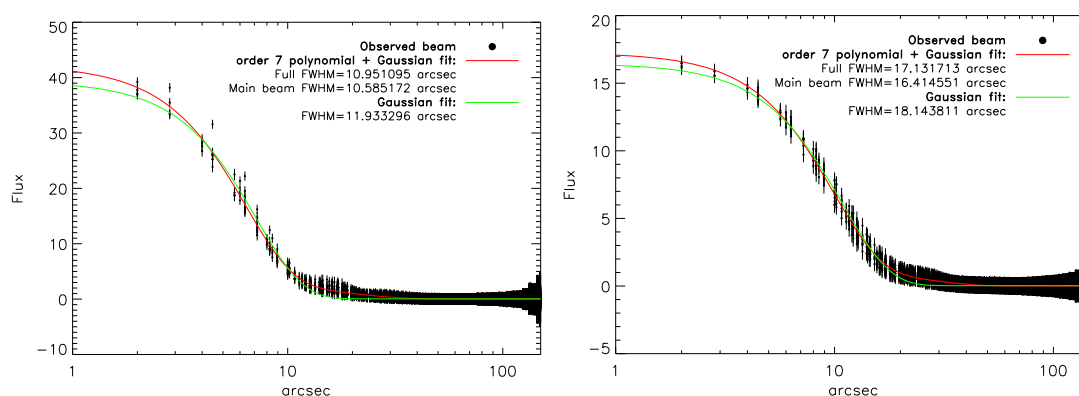 50
40
30
20
10
0
−10
Flux
Observed beam
order 7 polynomial + Gaussian fit:
Full FWHM=10.951095 arcsec
Main beam FWHM=10.585172 arcsec
Gaussian fit:
FWHM=11.933296 arcsec
1
10
100
arcsec
20
15
10
5
0
−5
Flux
Observed beam
order 7 polynomial + Gaussian fit:
Full FWHM=17.131713 arcsec
Main beam FWHM=16.414551 arcsec
Gaussian fit:
FWHM=18.143811 arcsec
1
10
100
arcsec